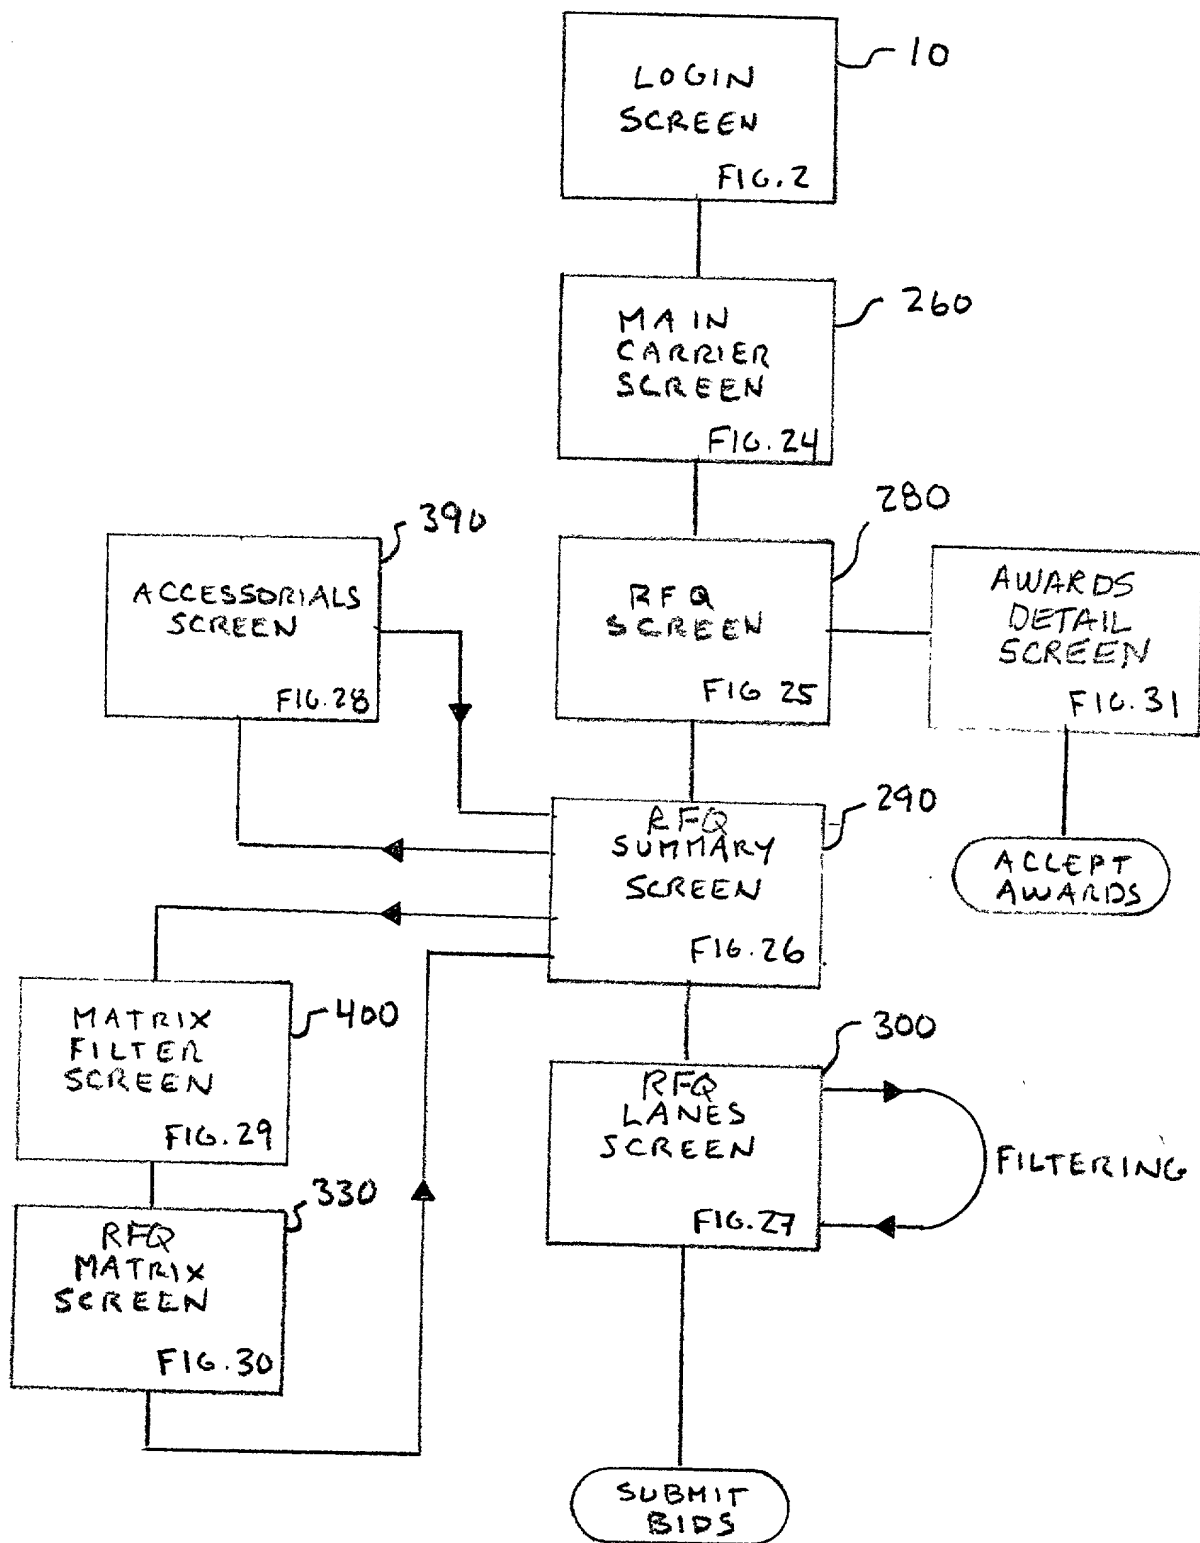 LOGIN
SCREEN
FIG. 2
10
MAIN
CARRIER
SCREEN
FIG. 24
260
ACCESSORIALS
SCREEN
FIG. 28
390
RFQ
SCREEN
FIG 25
280
AWARDS
DETAIL
SCREEN
FIG. 31
RFQ
SUMMARY
SCREEN
FIG. 26
290
ACCEPT
AWARDS
MATRIX
FILTER
SCREEN
FIG. 29
400
RFQ
LANES
SCREEN
FIG. 27
300
FILTERING
RFQ
MATRIX
SCREEN
FIG. 30
330
SUBMIT
BIDS